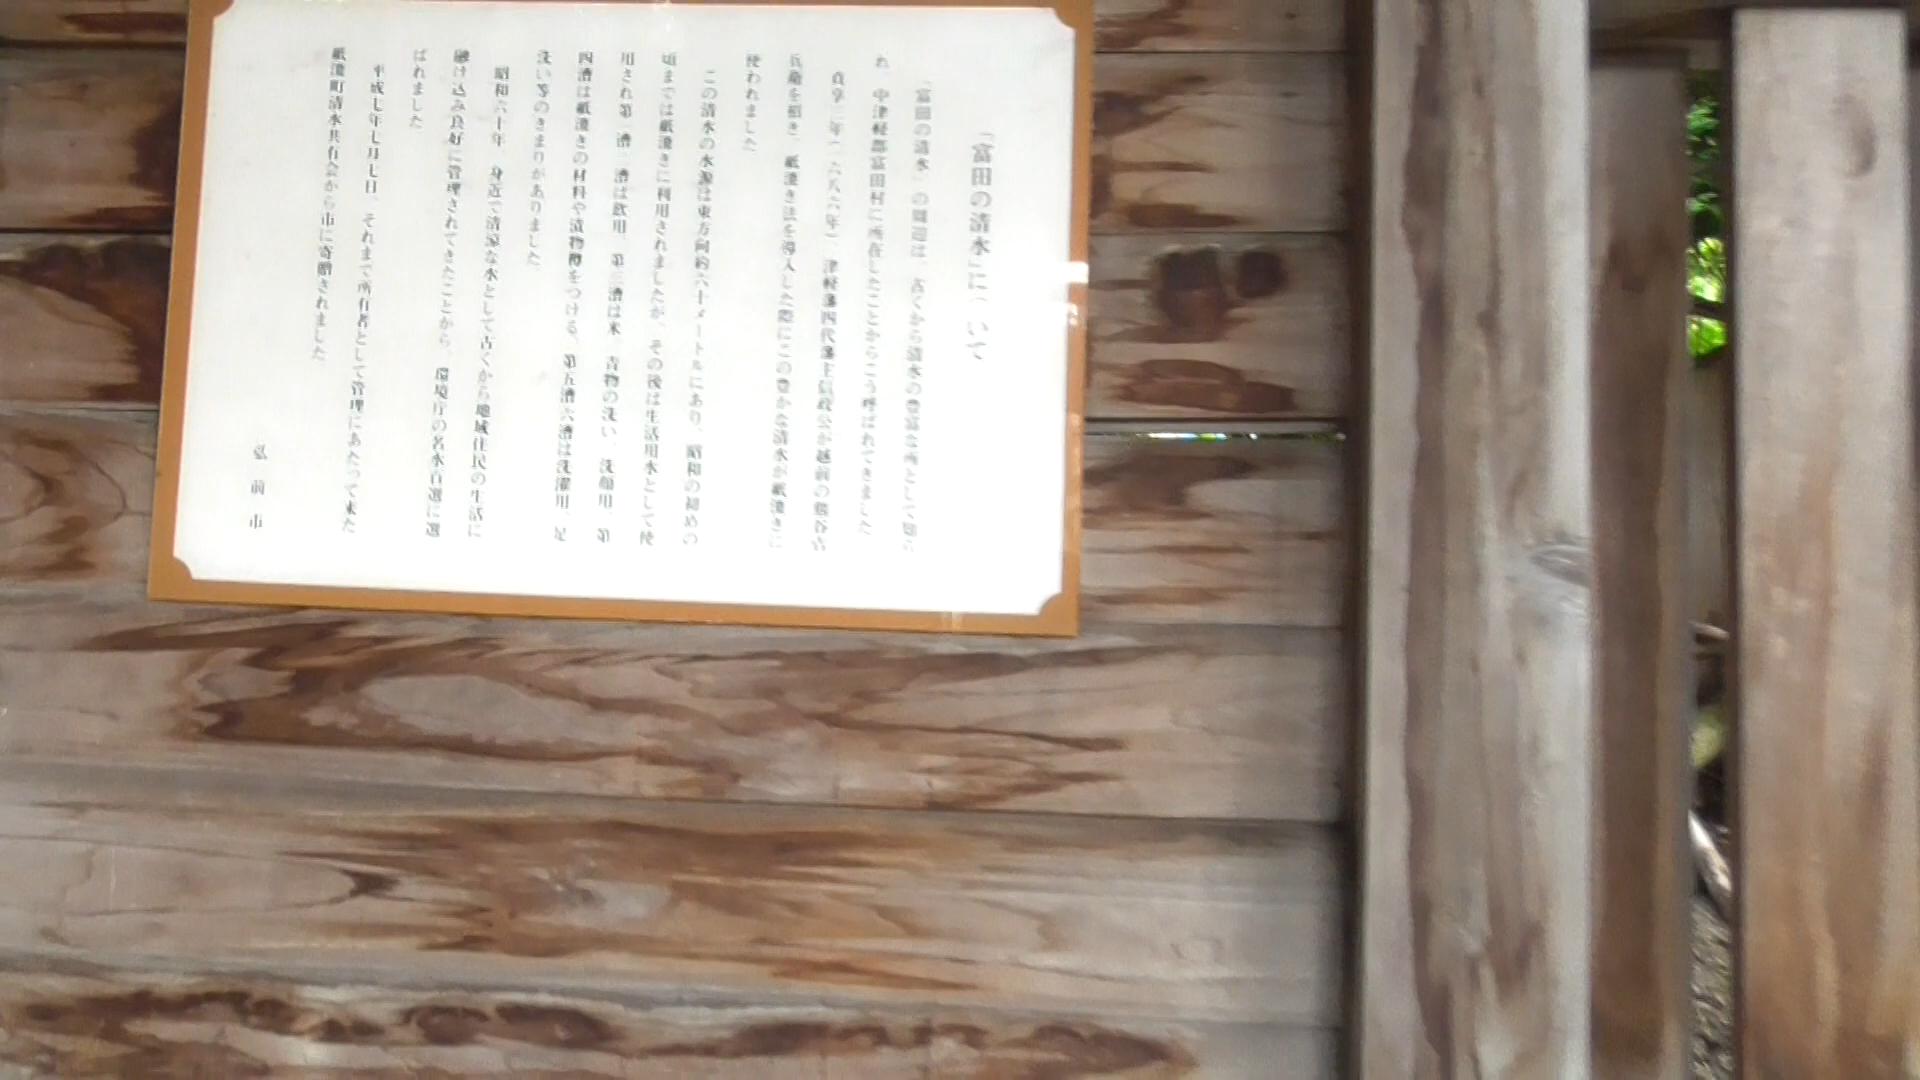 「富田の清水」について
「富田の清水」の周辺は、古くから清水の豊富な所として知ら
れ、中津軽郡富田村に所在したことからこう呼ばれてきました
貞享三年(一六八六年)津軽藩四代藩主信政公が越前の熊谷吉
兵衛を招き、紙漉き法を導入した際にこの豊かな清水が紙漉きに
使われました
この清水の水源は東方向約六十メートルにあり、昭和の初めの
頃までは紙漉きに利用されましたが、その後は生活用水として使
用され第一漕二漕は飲用、第三漕は米、青物の洗い、洗顔用、第
四漕は紙漉きの材料や漬物樽をつける、第五漕六漕は洗濯用、足
洗い等のきまりがありました
昭和六十年、身近で清涼な水として古くから地域住民の生活に
融け込み良好に管理されてきたことから、環境庁の名水百選に選
ばれました
平成七年七月七日、それまで所有者として管理にあたって来た
紙漉町清水共有会から市に寄贈されました
弘前市